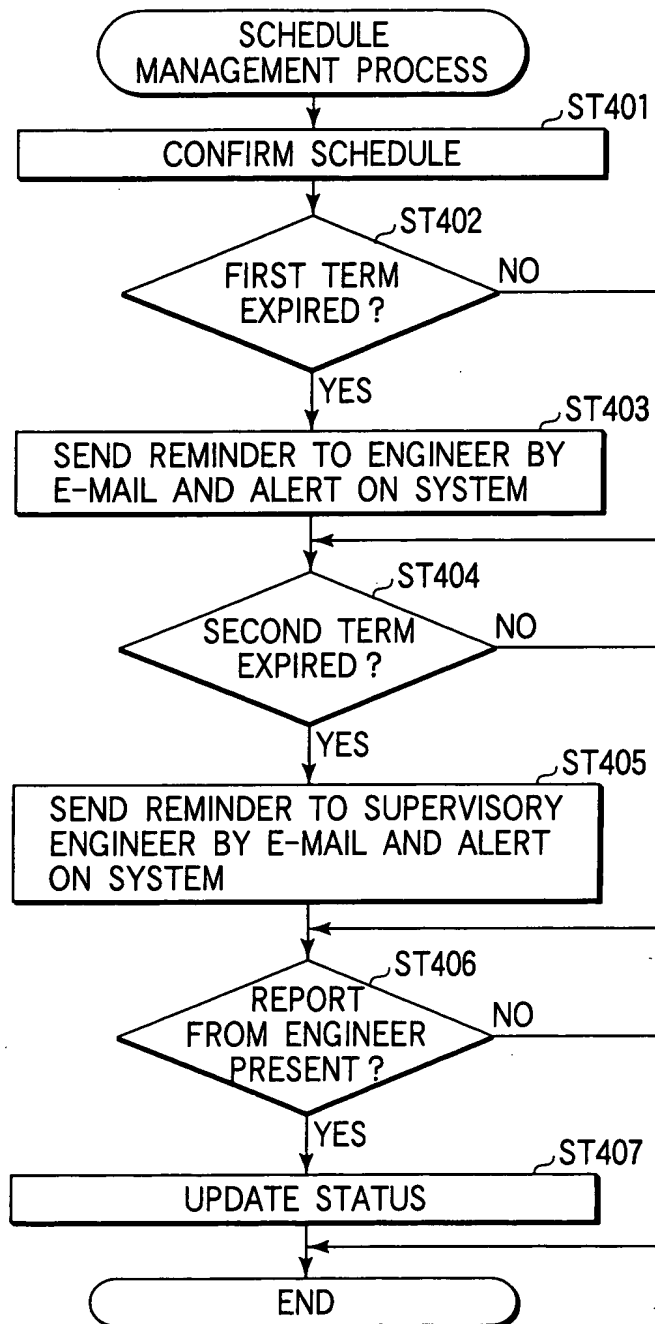 SCHEDULE
MANAGEMENT PROCESS
ST401
CONFIRM SCHEDULE
ST402
FIRST TERM
EXPIRED?
NO
YES
ST403
SEND REMINDER TO ENGINEER BY
E-MAIL AND ALERT ON SYSTEM
ST404
SECOND TERM
EXPIRED?
NO
YES
ST405
SEND REMINDER TO SUPERVISORY
ENGINEER BY E-MAIL AND ALERT
ON SYSTEM
ST406
REPORT
FROM ENGINEER
PRESENT?
NO
YES
ST407
UPDATE STATUS
END